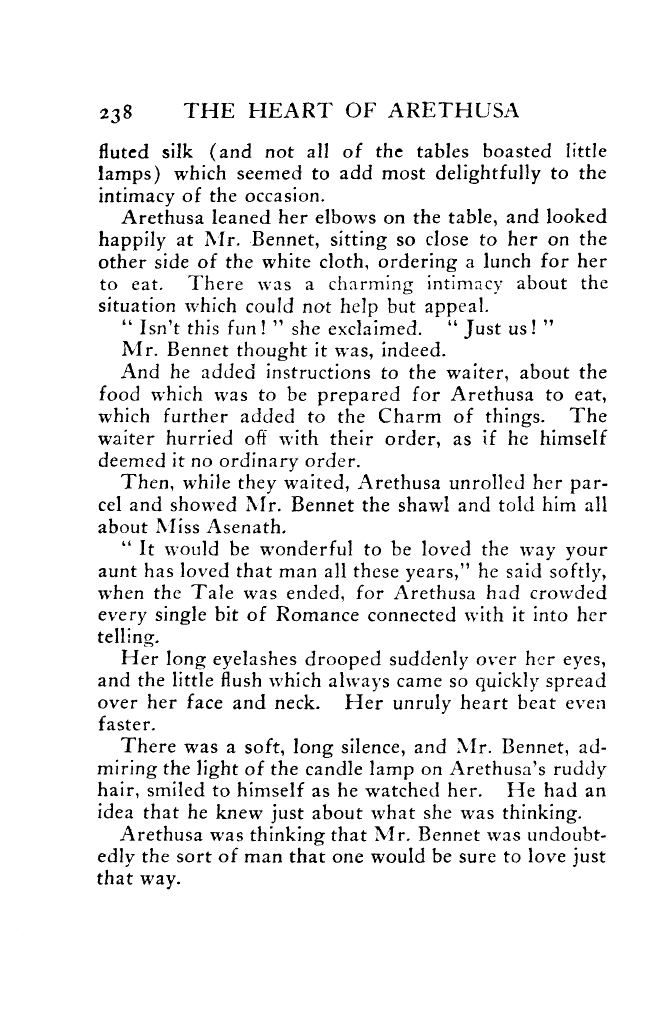 238 THE HEART OF ARETHUSA
fluted silk (and not all of the tables boasted little
lamps) which seemed to add most delightfully to the
intimacy of the occasion.
Arethusa leaned her elbows on the table, and looked
happily at Mr. Bennet, sitting so close to her on the
other side of the white cloth, ordering a lunch for her
to eat. There was a charming intimacy about the
situation which could not help but appeal.
“ Isn't this fun! ” she exclaimed. “ Just us! ”
Mr. Bennet thought it was, indeed.
And he added instructions to the waiter, about the
food which was to be prepared for Arethusa to eat,
which further added to the Charm of things. The
waiter hurried off with their order, as if he himself
deemed it no ordinary order.
Then, while they waited, Arethusa unrolled her par-
cel and showed Mr. Bennet the shawl and told him all
about Miss Asenath.
“ It would be wonderful to be loved the way your
aunt has loved that man all these years,” he said softly,
when the Tale was ended, for Arethusa had crowded
every single bit of Romance connected with it into her
telling.
Her long eyelashes drooped suddenly over her eyes,
and the little flush which always came so quickly spread
over her face and neck. Her unruly heart beat even
faster.
There was a soft, long silence, and Mr. Bennet, ad-
miring the light of the candle lamp on Arethusa's ruddy
hair, smiled to himself as he watched her. He had an
idea that he knew just about what she was thinking.
Arethusa was thinking that Mr. Bennet was undoubt-
edly the sort of man that one would be sure to love just
that way.